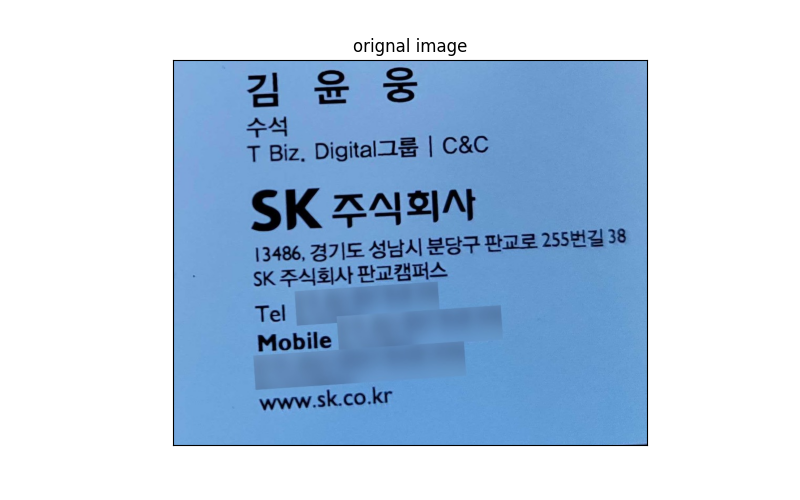 orignal image
김 윤 웅
수석
T Biz. Digital그룹 | C&C
SK 주식회사
13486, 경기도 성남시 분당구 판교로 255번길 38
SK 주식회사 판교캠퍼스
Tel
Mobile
www.sk.co.kr